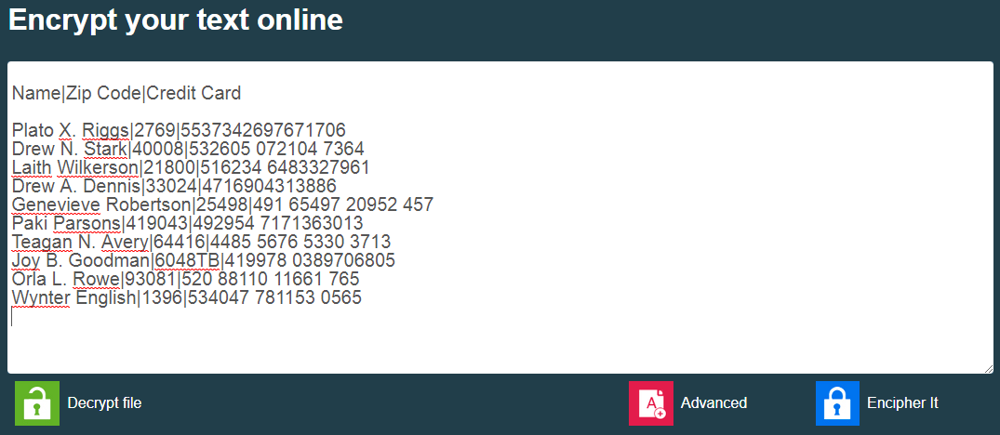 Encrypt your text online
Name|Zip Code|Credit Card
Plato X. Riggs|2769|5537342697671706
Drew N. Stark|40008|532605 072104 7364
Laith Wilkerson|21800|516234 6483327961
Drew A. Dennis|33024|4716904313886
Genevieve Robertson|25498|491 65497 20952 457
Paki Parsons|419043|492954 7171363013
Teagan N. Avery|64416|4485 5676 5330 3713
Joy B. Goodman|6048TB|419978 0389706805
Orla L. Rowe|93081|520 88110 11661 765
Wynter English|1396|534047 781153 0565
Decrypt file
Advanced
Encipher It